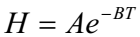 H = Ae^{-BT}